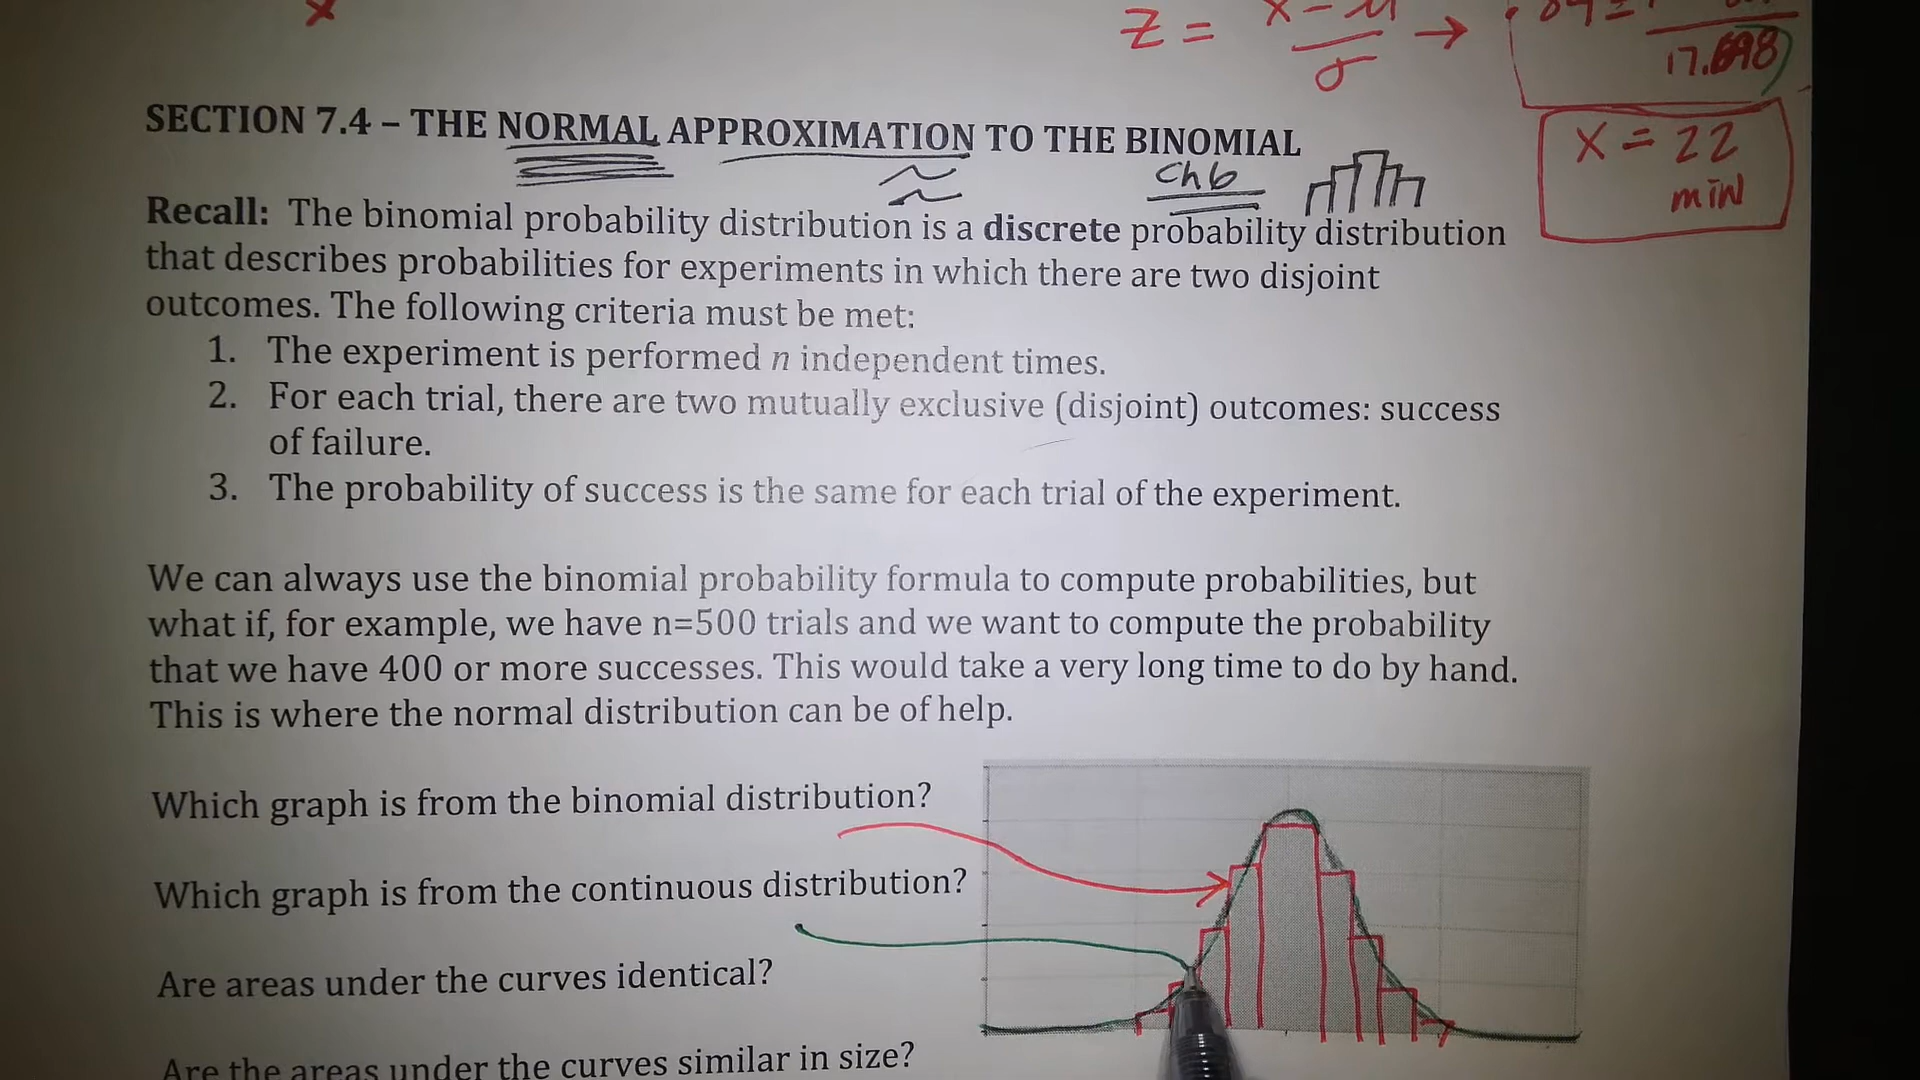 x
z = x - μ / σ →
17.698
x = 22
min
SECTION 7.4 – THE NORMAL APPROXIMATION TO THE BINOMIAL
≈ Ch 6
Recall: The binomial probability distribution is a discrete probability distribution
that describes probabilities for experiments in which there are two disjoint
outcomes. The following criteria must be met:
1. The experiment is performed n independent times.
2. For each trial, there are two mutually exclusive (disjoint) outcomes: success
of failure.
3. The probability of success is the same for each trial of the experiment.
We can always use the binomial probability formula to compute probabilities, but
what if, for example, we have n=500 trials and we want to compute the probability
that we have 400 or more successes. This would take a very long time to do by hand.
This is where the normal distribution can be of help.
Which graph is from the binomial distribution?
Which graph is from the continuous distribution?
Are areas under the curves identical?
Are the areas under the curves similar in size?